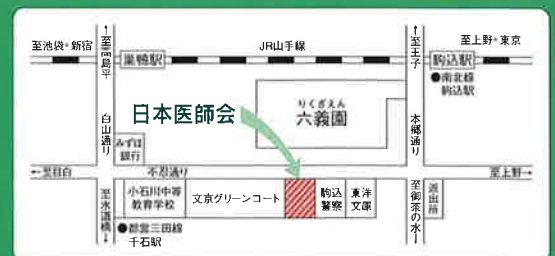 至池袋・新宿
←至高島平
巣鴨駅
JR山手線
←至王子
至上野・東京
駒込駅
●南北線
駒込駅
りくぎえん
六義園
日本医師会
白山通り
本郷通り
みずほ
銀行
←至目白
不忍通り
至上野→
至水道橋→
小石川中等
教育学校
文京グリーンコート
駒込
警察
東洋
文庫
至御茶の水→
派出所
●都営三田線
千石駅